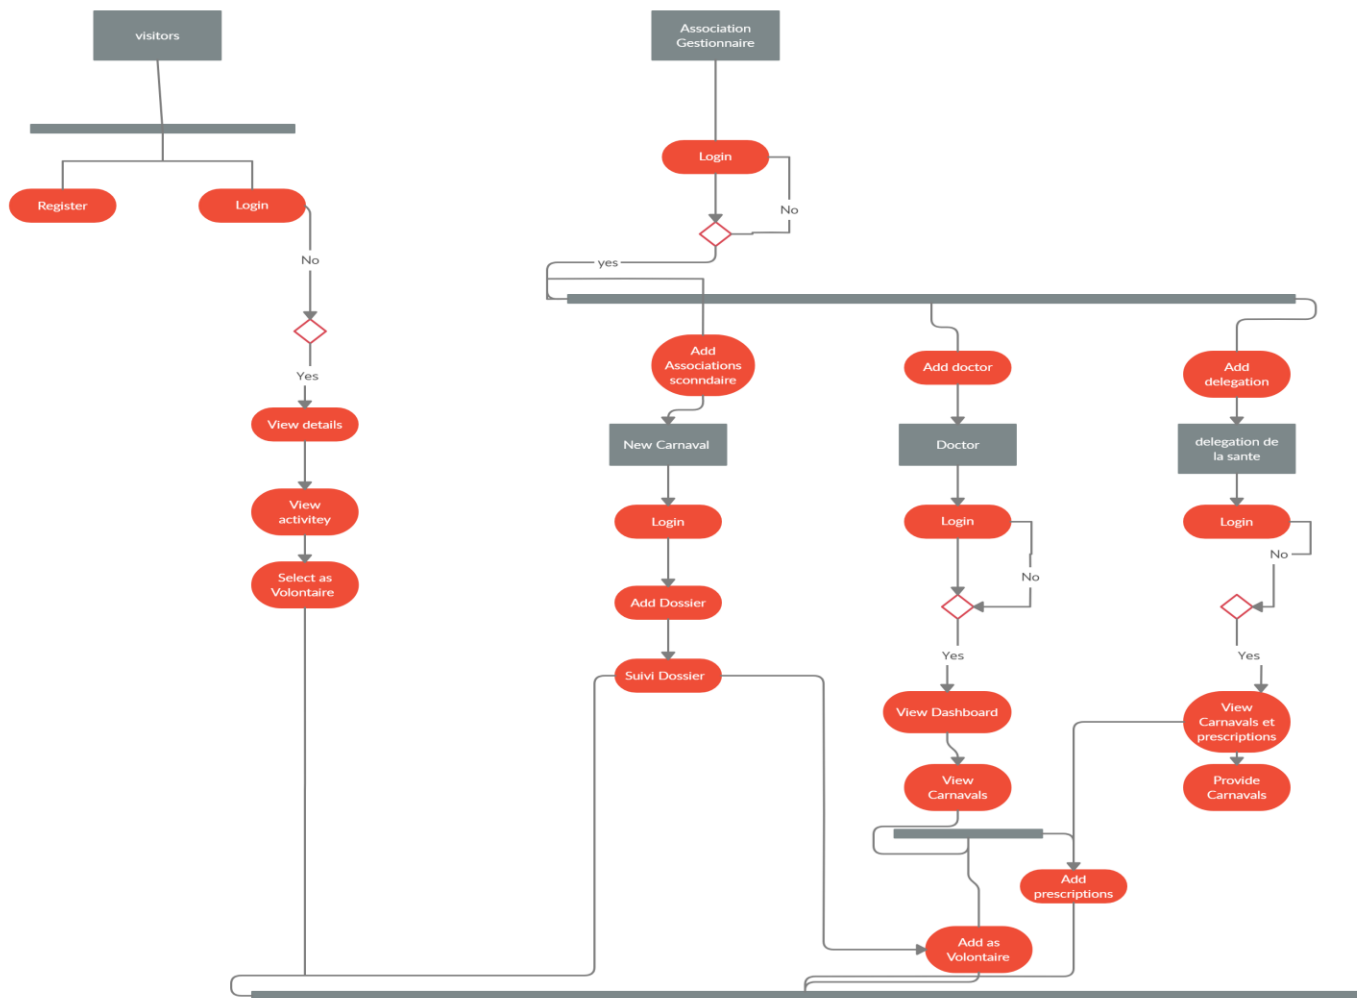 visitors
Association
Gestionnaire
Login
Register
Login
No
No
yes
Yes
Add
Associations
sconndaire
Add doctor
Add
delegation
View details
New Carnaval
Doctor
delegation de
la sante
View
activitey
Login
Login
Login
No
No
Select as
Volontaire
Add Dossier
Yes
Yes
Suivi Dossier
View Dashboard
View
Carnavals et
prescriptions
View
Carnavals
Provide
Carnavals
Add
prescriptions
Add as
Volontaire